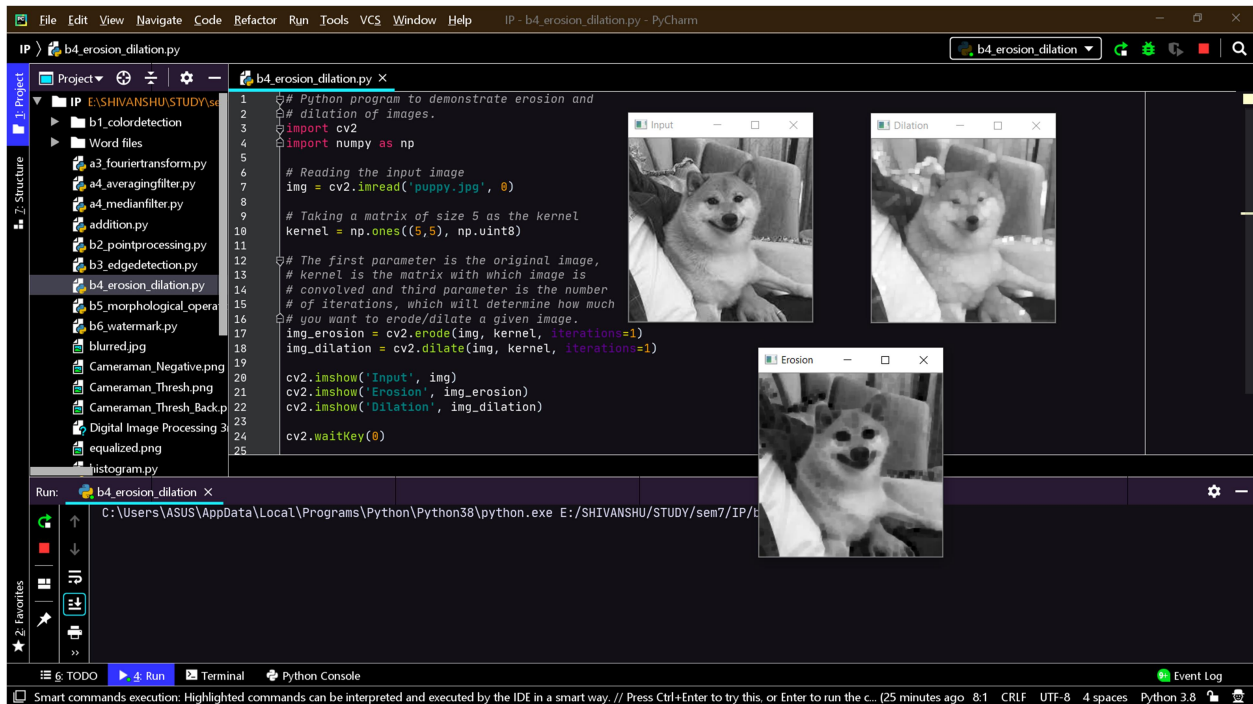 File Edit View Navigate Code Refactor Run Tools VCS Window Help IP - b4_erosion_dilation.py - PyCharm
IP b4_erosion_dilation.py b4_erosion_dilation
Project b4_erosion_dilation.py
1: Project
7: Structure
2: Favorites
IP E:\SHIVANSHU\STUDY\se
b1_colordetection
Word files
a3_fouriertransform.py
a4_averagingfilter.py
a4_medianfilter.py
addition.py
b2_pointprocessing.py
b3_edgedetection.py
b4_erosion_dilation.py
b5_morphological_opera
b6_watermark.py
blurred.jpg
Cameraman_Negative.png
Cameraman_Thresh.png
Cameraman_Thresh_Back.p
Digital Image Processing 3
equalized.png
histogram.py
1 # Python program to demonstrate erosion and
2 # dilation of images.
3 import cv2
4 import numpy as np
5
6 # Reading the input image
7 img = cv2.imread('puppy.jpg', 0)
8
9 # Taking a matrix of size 5 as the kernel
10 kernel = np.ones((5,5), np.uint8)
11
12 # The first parameter is the original image,
13 # kernel is the matrix with which image is
14 # convolved and third parameter is the number
15 # of iterations, which will determine how much
16 # you want to erode/dilate a given image.
17 img_erosion = cv2.erode(img, kernel, iterations=1)
18 img_dilation = cv2.dilate(img, kernel, iterations=1)
19
20 cv2.imshow('Input', img)
21 cv2.imshow('Erosion', img_erosion)
22 cv2.imshow('Dilation', img_dilation)
23
24 cv2.waitKey(0)
25
Input
Dilation
Erosion
Run: b4_erosion_dilation
C:\Users\ASUS\AppData\Local\Programs\Python\Python38\python.exe E:/SHIVANSHU/STUDY/sem7/IP/b
6: TODO 4: Run Terminal Python Console Event Log
Smart commands execution: Highlighted commands can be interpreted and executed by the IDE in a smart way. // Press Ctrl+Enter to try this, or Enter to run the c... (25 minutes ago 8:1 CRLF UTF-8 4 spaces Python 3.8